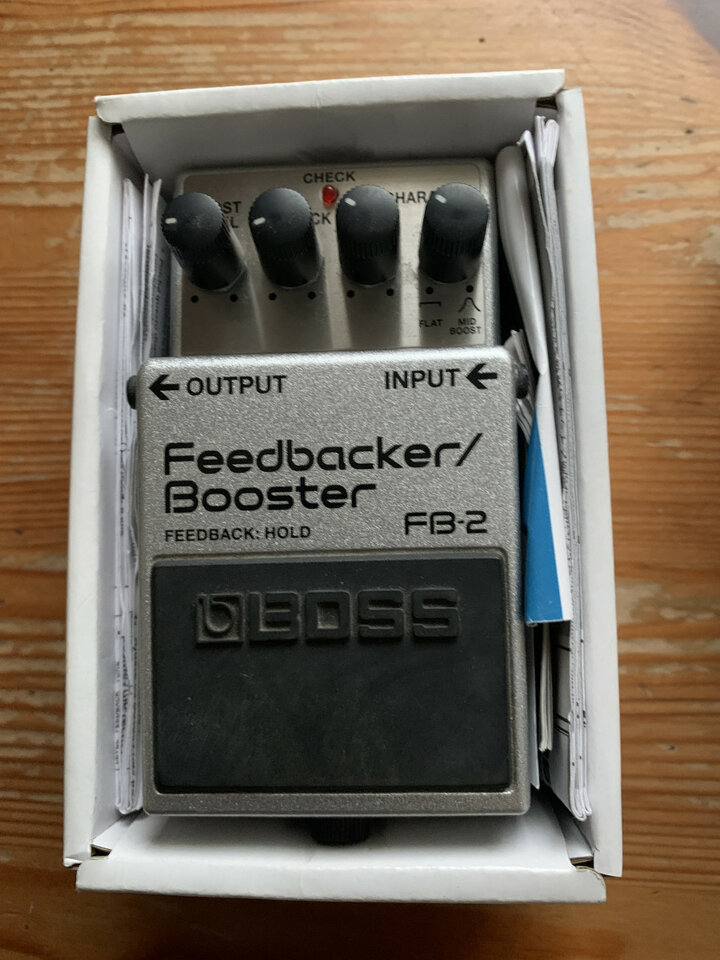 CHECK
FLAT
MID
BOOST
OUTPUT
INPUT
Feedbacker/
Booster
FEEDBACK: HOLD
FB-2
BOSS